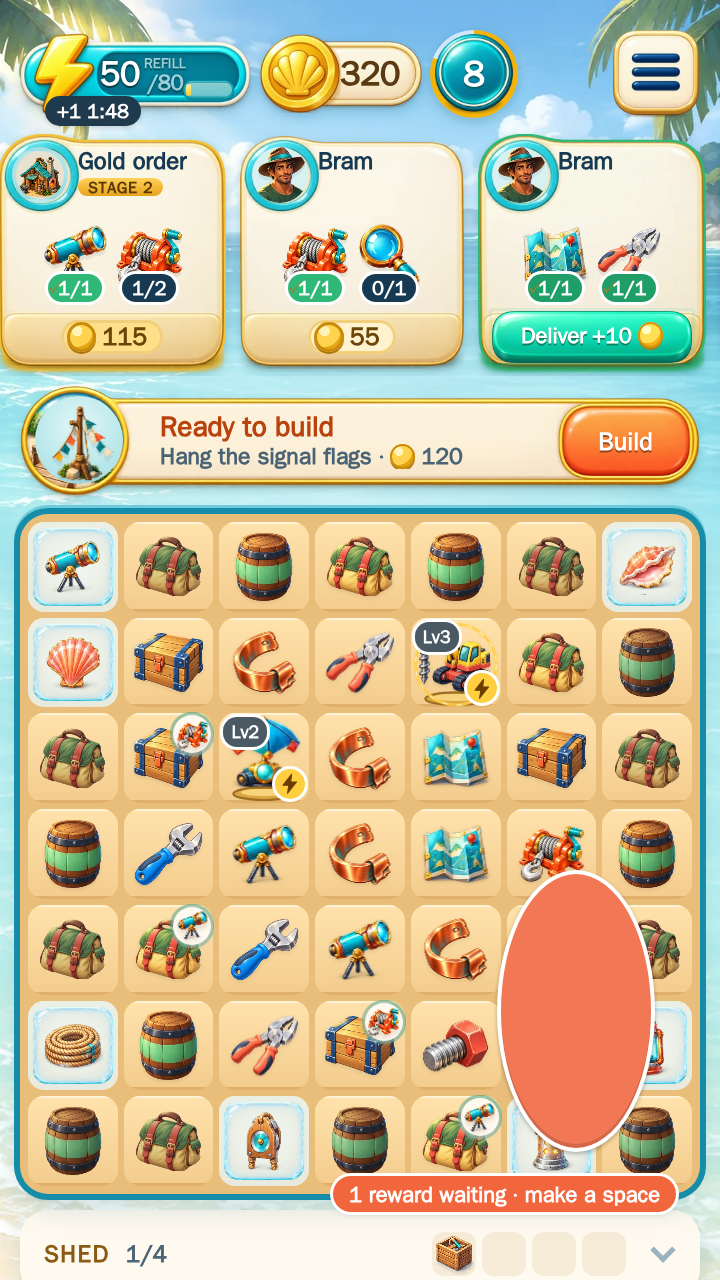 50 REFILL /80
+1 1:48
320
8
Gold order
STAGE 2
1/1 1/2
115
Bram
1/1 0/1
55
Bram
1/1 1/1
Deliver +10
Ready to build
Hang the signal flags · 120
Build
Lv3
Lv2
1 reward waiting · make a space
SHED 1/4